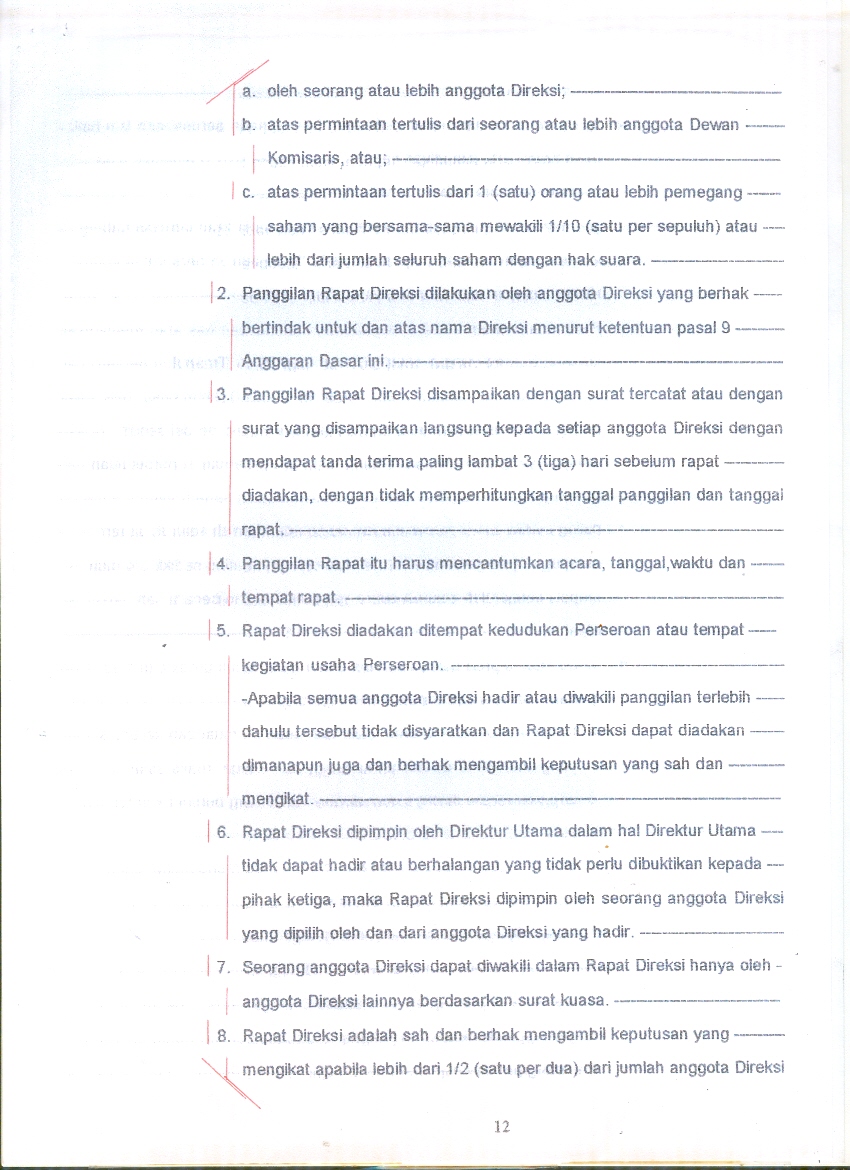 a. oleh seorang atau lebih anggota Direksi; ----------
b. atas permintaan tertulis dari seorang atau lebih anggota Dewan -----
Komisaris, atau; ----------
c. atas permintaan tertulis dari 1 (satu) orang atau lebih pemegang -----
saham yang bersama-sama mewakili 1/10 (satu per sepuluh) atau ----
lebih dari jumlah seluruh saham dengan hak suara. ----------
2. Panggilan Rapat Direksi dilakukan oleh anggota Direksi yang berhak -----
bertindak untuk dan atas nama Direksi menurut ketentuan pasal 9 -------
Anggaran Dasar ini. ----------
3. Panggilan Rapat Direksi disampaikan dengan surat tercatat atau dengan
surat yang disampaikan langsung kepada setiap anggota Direksi dengan
mendapat tanda terima paling lambat 3 (tiga) hari sebelum rapat ---------
diadakan, dengan tidak memperhitungkan tanggal panggilan dan tanggal
rapat. ----------
4. Panggilan Rapat itu harus mencantumkan acara, tanggal,waktu dan -----
tempat rapat. ----------
5. Rapat Direksi diadakan ditempat kedudukan Perseroan atau tempat -----
kegiatan usaha Perseroan. ----------
-Apabila semua anggota Direksi hadir atau diwakili panggilan terlebih -----
dahulu tersebut tidak disyaratkan dan Rapat Direksi dapat diadakan -----
dimanapun juga dan berhak mengambil keputusan yang sah dan --------
mengikat. ----------
6. Rapat Direksi dipimpin oleh Direktur Utama dalam hal Direktur Utama ----
tidak dapat hadir atau berhalangan yang tidak perlu dibuktikan kepada ---
pihak ketiga, maka Rapat Direksi dipimpin oleh seorang anggota Direksi
yang dipilih oleh dan dari anggota Direksi yang hadir. ----------
7. Seorang anggota Direksi dapat diwakili dalam Rapat Direksi hanya oleh -
anggota Direksi lainnya berdasarkan surat kuasa. ----------
8. Rapat Direksi adalah sah dan berhak mengambil keputusan yang -------
mengikat apabila lebih dari 1/2 (satu per dua) dari jumlah anggota Direksi
12